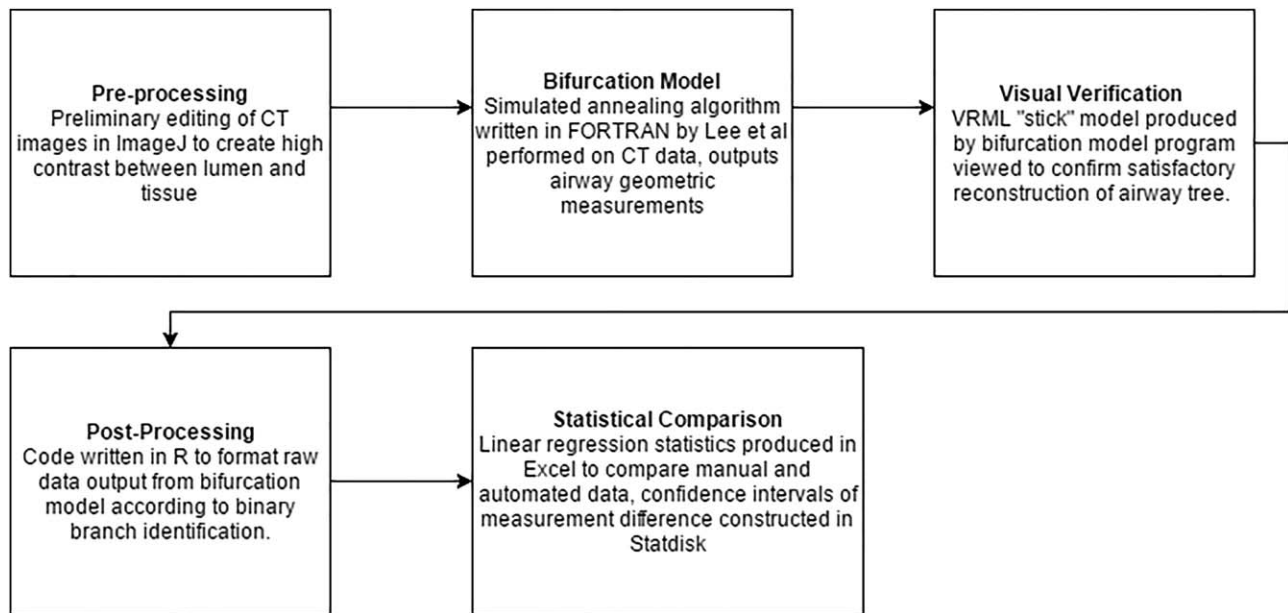 Pre-processing
Preliminary editing of CT
images in ImageJ to create high
contrast between lumen and
tissue
Bifurcation Model
Simulated annealing algorithm
written in FORTRAN by Lee et al
performed on CT data, outputs
airway geometric
measurements
Visual Verification
VRML "stick" model produced
by bifurcation model program
viewed to confirm satisfactory
reconstruction of airway tree.
Post-Processing
Code written in R to format raw
data output from bifurcation
model according to binary
branch identification.
Statistical Comparison
Linear regression statistics produced in
Excel to compare manual and
automated data, confidence intervals of
measurement difference constructed in
Statdisk